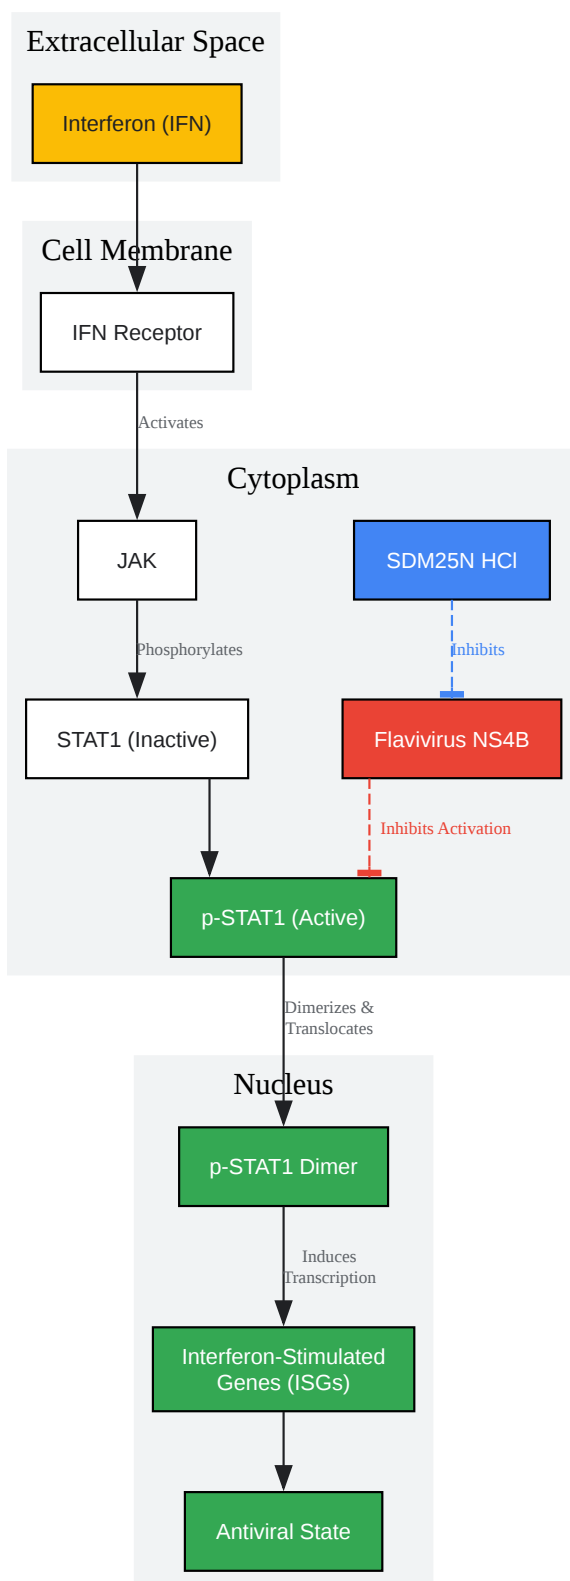 Extracellular Space
Interferon (IFN)
Cell Membrane
IFN Receptor
Activates
Cytoplasm
JAK
SDM25N HCl
Phosphorylates
Inhibits
STAT1 (Inactive)
Flavivirus NS4B
Inhibits Activation
p-STAT1 (Active)
Dimerizes &
Translocates
Nucleus
p-STAT1 Dimer
Induces
Transcription
Interferon-Stimulated
Genes (ISGs)
Antiviral State